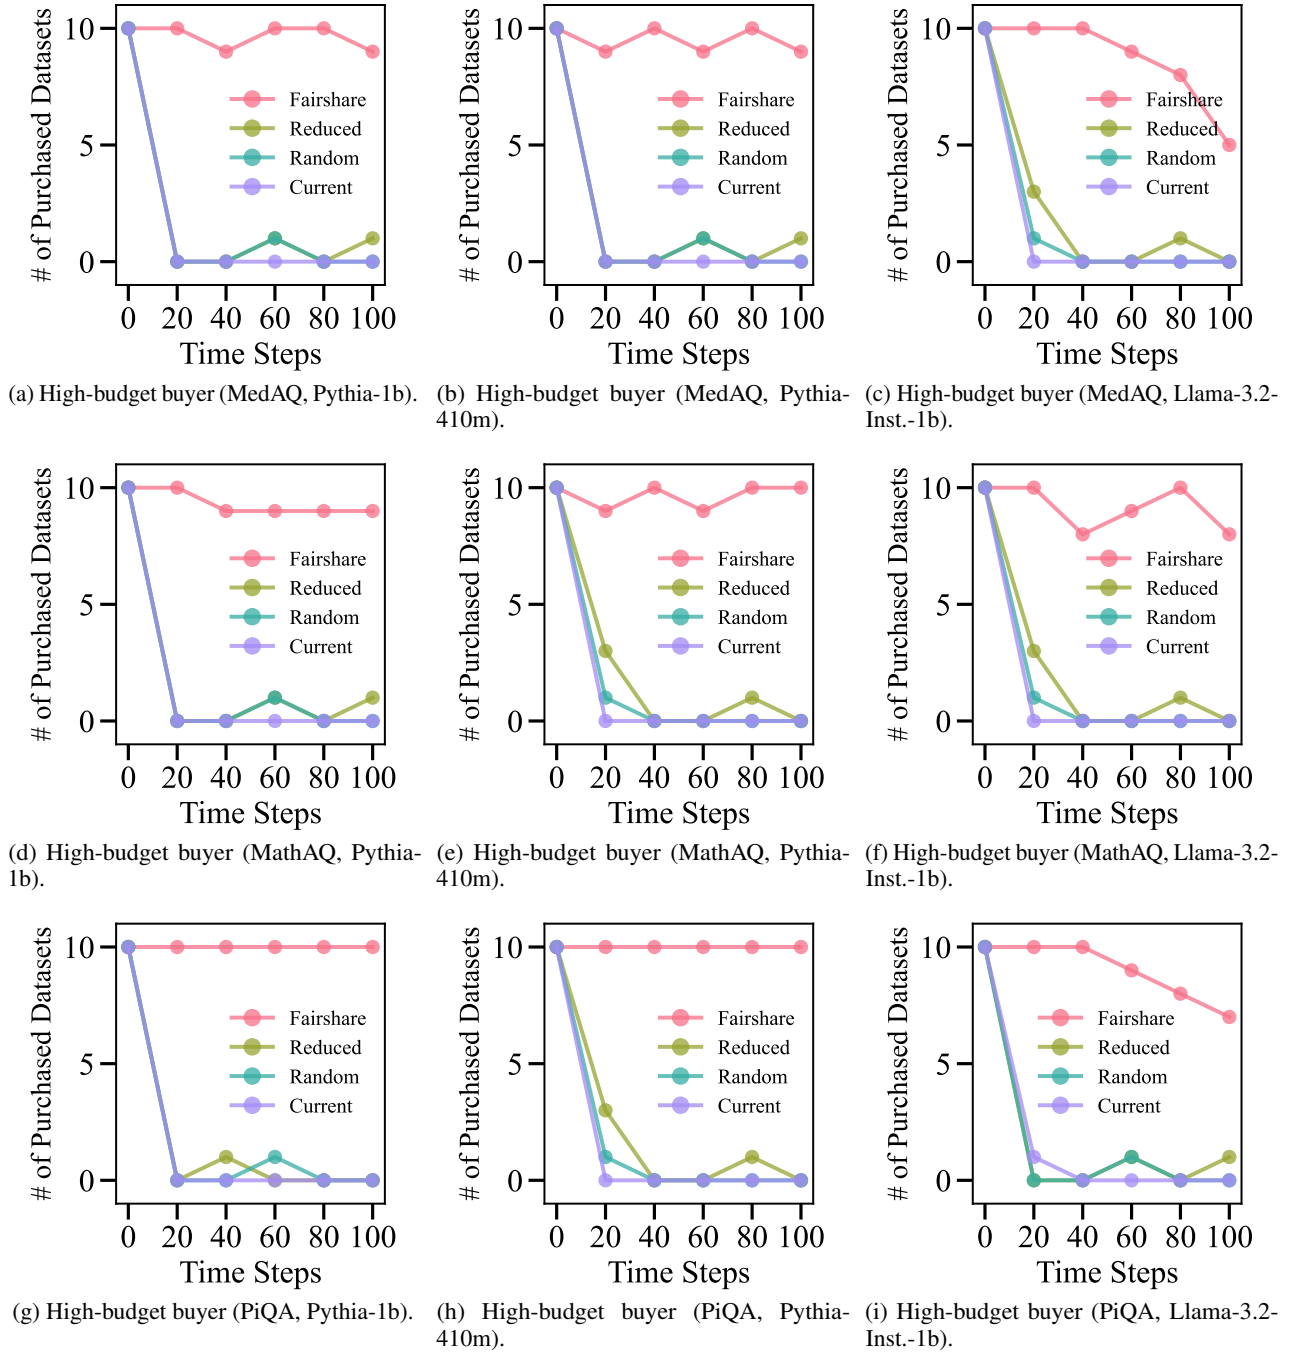 # of Purchased Datasets
10
5
0
Fairshare
Reduced
Random
Current
0 20 40 60 80 100
Time Steps
(a) High-budget buyer (MedAQ, Pythia-1b).
# of Purchased Datasets
10
5
0
Fairshare
Reduced
Random
Current
0 20 40 60 80 100
Time Steps
(b) High-budget buyer (MedAQ, Pythia-
410m).
# of Purchased Datasets
10
5
0
Fairshare
Reduced
Random
Current
0 20 40 60 80 100
Time Steps
(c) High-budget buyer (MedAQ, Llama-3.2-
Inst.-1b).
# of Purchased Datasets
10
5
0
Fairshare
Reduced
Random
Current
0 20 40 60 80 100
Time Steps
(d) High-budget buyer (MathAQ, Pythia-
1b).
# of Purchased Datasets
10
5
0
Fairshare
Reduced
Random
Current
0 20 40 60 80 100
Time Steps
(e) High-budget buyer (MathAQ, Pythia-
410m).
# of Purchased Datasets
10
5
0
Fairshare
Reduced
Random
Current
0 20 40 60 80 100
Time Steps
(f) High-budget buyer (MathAQ, Llama-3.2-
Inst.-1b).
# of Purchased Datasets
10
5
0
Fairshare
Reduced
Random
Current
0 20 40 60 80 100
Time Steps
(g) High-budget buyer (PiQA, Pythia-1b).
# of Purchased Datasets
10
5
0
Fairshare
Reduced
Random
Current
0 20 40 60 80 100
Time Steps
(h) High-budget buyer (PiQA, Pythia-
410m).
# of Purchased Datasets
10
5
0
Fairshare
Reduced
Random
Current
0 20 40 60 80 100
Time Steps
(i) High-budget buyer (PiQA, Llama-3.2-
Inst.-1b).